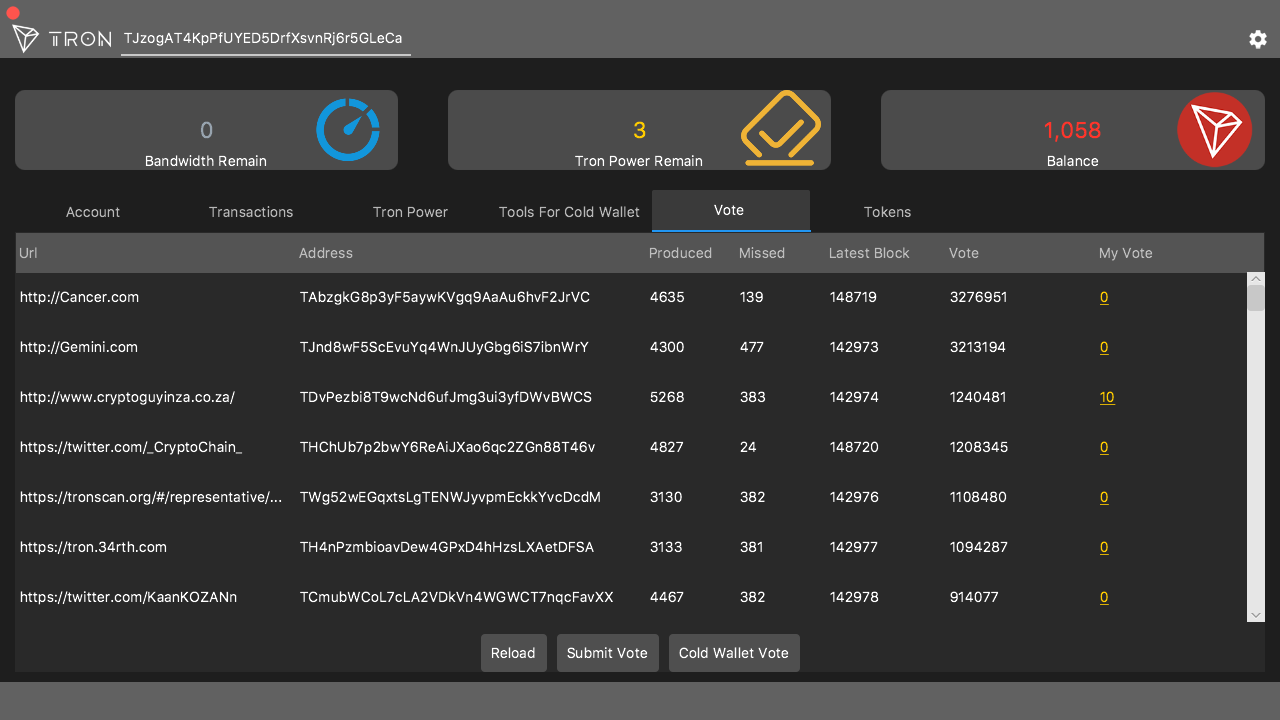 TRON TJzogAT4KpPfUYED5DrfXsvnRj6r5GLeCa
0 3 1,058
Bandwidth Remain Tron Power Remain Balance
Account Transactions Tron Power Tools For Cold Wallet Vote Tokens
Url Address Produced Missed Latest Block Vote My Vote
http://Cancer.com TAbzgkG8p3yF5aywKVgq9AaAu6hvF2JrVC 4635 139 148719 3276951 0
http://Gemini.com TJnd8wF5ScEvuYq4WnJUyGbg6iS7ibnWrY 4300 477 142973 3213194 0
http://www.cryptoguyinza.co.za/ TDvPezbi8T9wcNd6ufJmg3ui3yfDWvBWCS 5268 383 142974 1240481 10
https://twitter.com/_CryptoChain_ THChUb7p2bwY6ReAiJXao6qc2ZGn88T46v 4827 24 148720 1208345 0
https://tronscan.org/#/representative/... TWg52wEGqxtsLgTENWJyvpmEckkYvcDcdM 3130 382 142976 1108480 0
https://tron.34rth.com TH4nPzmbioavDew4GPxD4hHzsLXAetDFSA 3133 381 142977 1094287 0
https://twitter.com/KaanKOZANn TCmubWCoL7cLA2VDkVn4WGWCT7nqcFavXX 4467 382 142978 914077 0
Reload Submit Vote Cold Wallet Vote